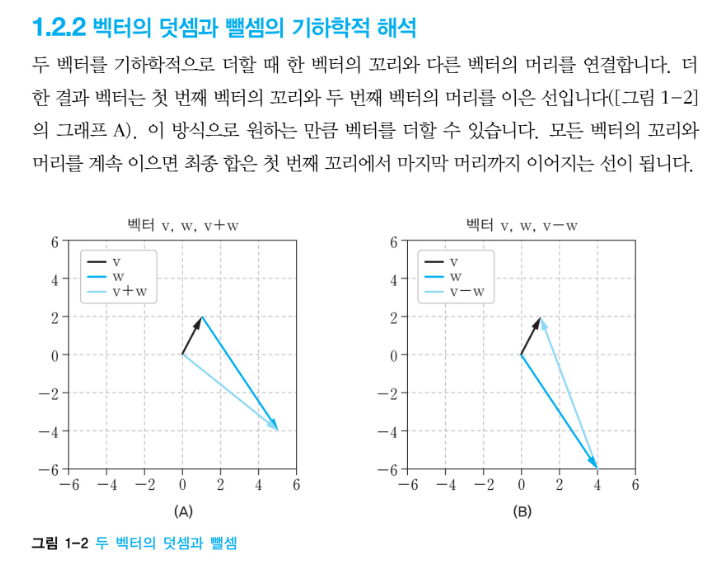 1.2.2 벡터의 덧셈과 뺄셈의 기하학적 해석
두 벡터를 기하학적으로 더할 때 한 벡터의 꼬리와 다른 벡터의 머리를 연결합니다. 더
한 결과 벡터는 첫 번째 벡터의 꼬리와 두 번째 벡터의 머리를 이은 선입니다([그림 1-2]
의 그래프 A). 이 방식으로 원하는 만큼 벡터를 더할 수 있습니다. 모든 벡터의 꼬리와
머리를 계속 이으면 최종 합은 첫 번째 꼬리에서 마지막 머리까지 이어지는 선이 됩니다.
벡터 v, w, v+w
6
4
2
0
-2
-4
-6
v
w
v+w
-6 -4 -2 0 2 4 6
(A)
벡터 v, w, v-w
6
4
2
0
-2
-4
-6
v
w
v-w
-6 -4 -2 0 2 4 6
(B)
그림 1-2 두 벡터의 덧셈과 뺄셈